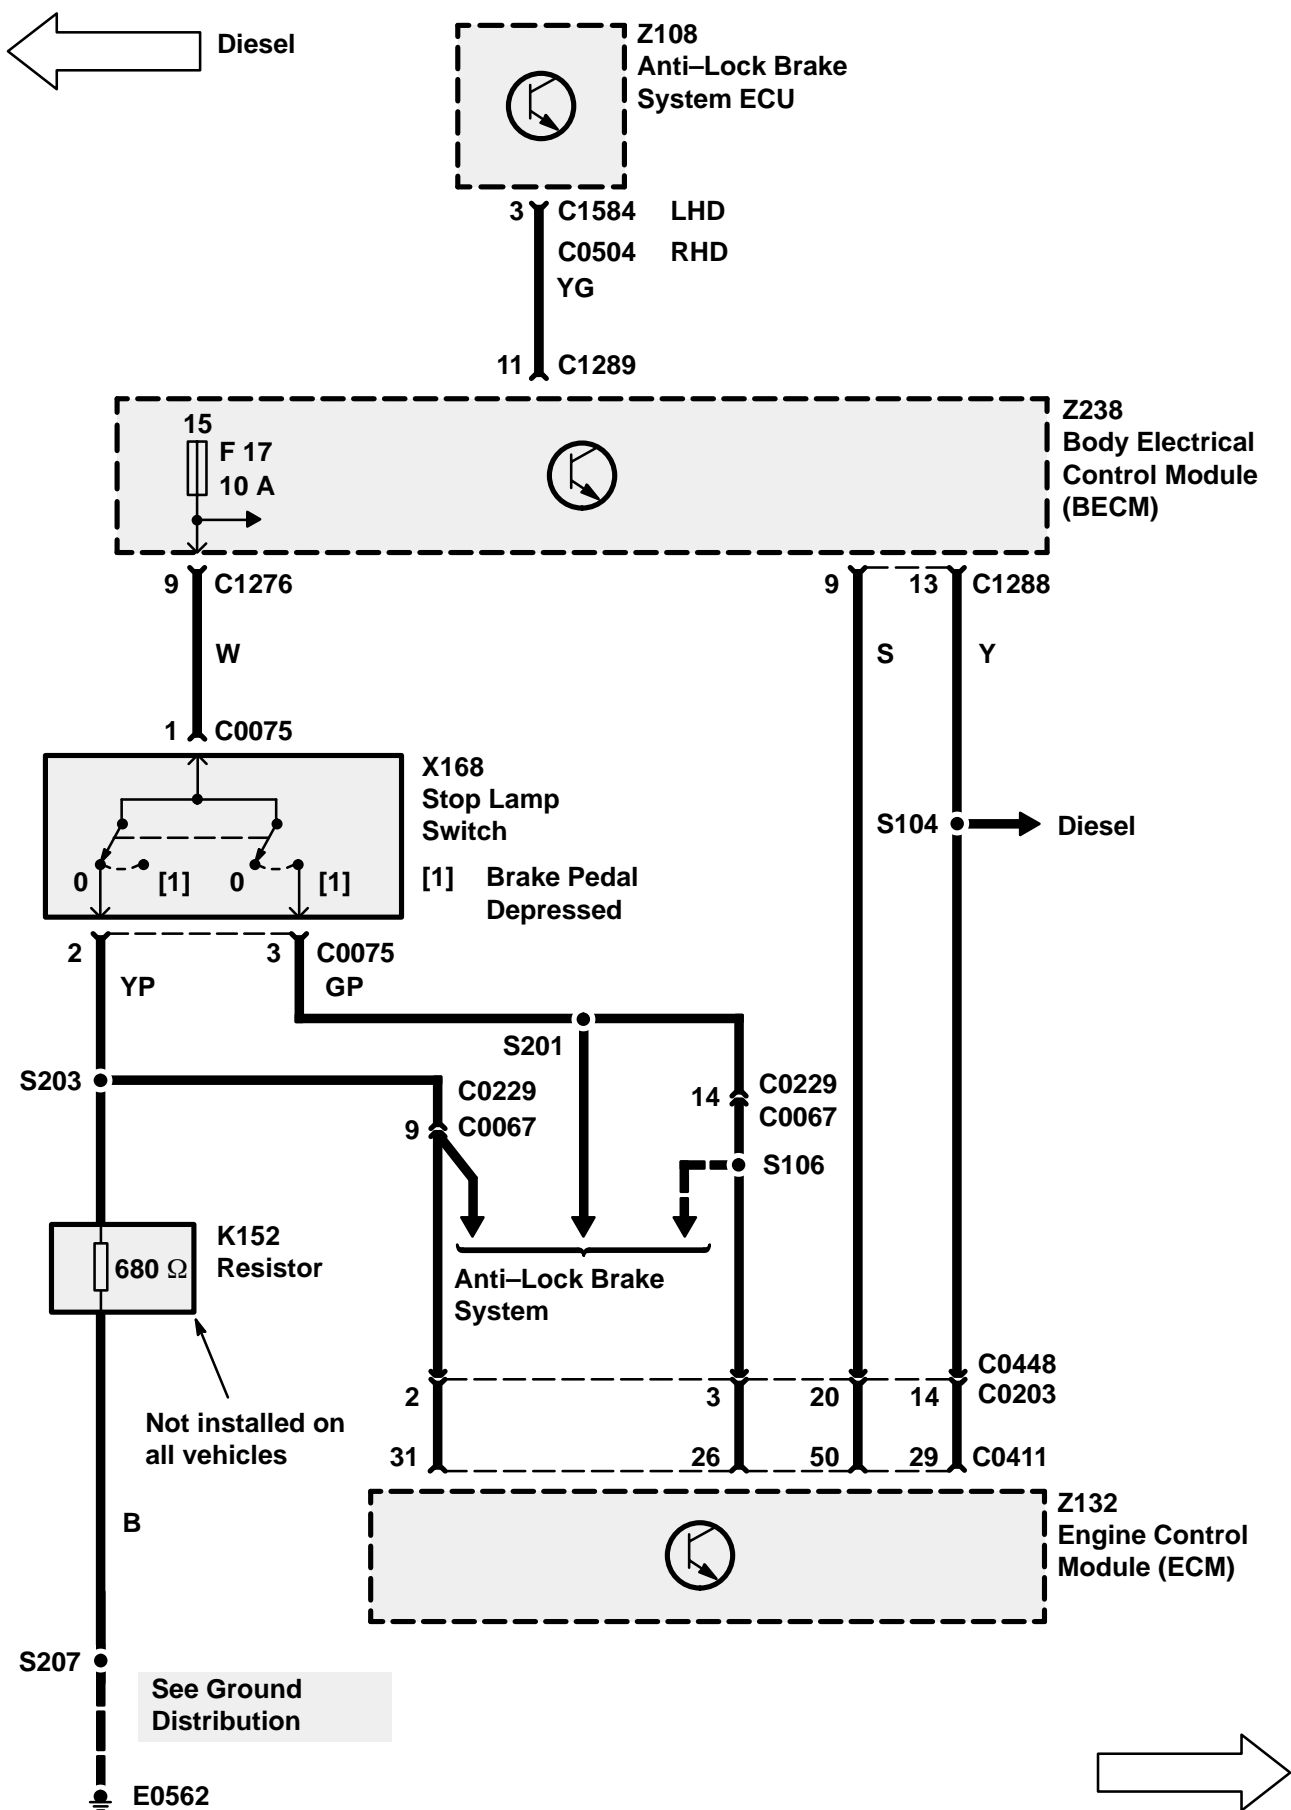 Diesel
Z108
Anti–Lock Brake
System ECU
3 C1584 LHD
C0504 RHD
YG
11 C1289
Z238
Body Electrical
Control Module
(BECM)
15
F 17
10 A
9 C1276
9 13 C1288
W
S Y
1 C0075
X168
Stop Lamp
Switch
[1] Brake Pedal
Depressed
0 [1] 0 [1]
S104 Diesel
2 3 C0075
YP GP
S201
S203
C0229
9 C0067
14 C0229
C0067
S106
K152
Resistor
680 Ω
Anti–Lock Brake
System
Not installed on
all vehicles
C0448
2 3 20 14 C0203
31 26 50 29 C0411
Z132
Engine Control
Module (ECM)
B
S207
See Ground
Distribution
E0562